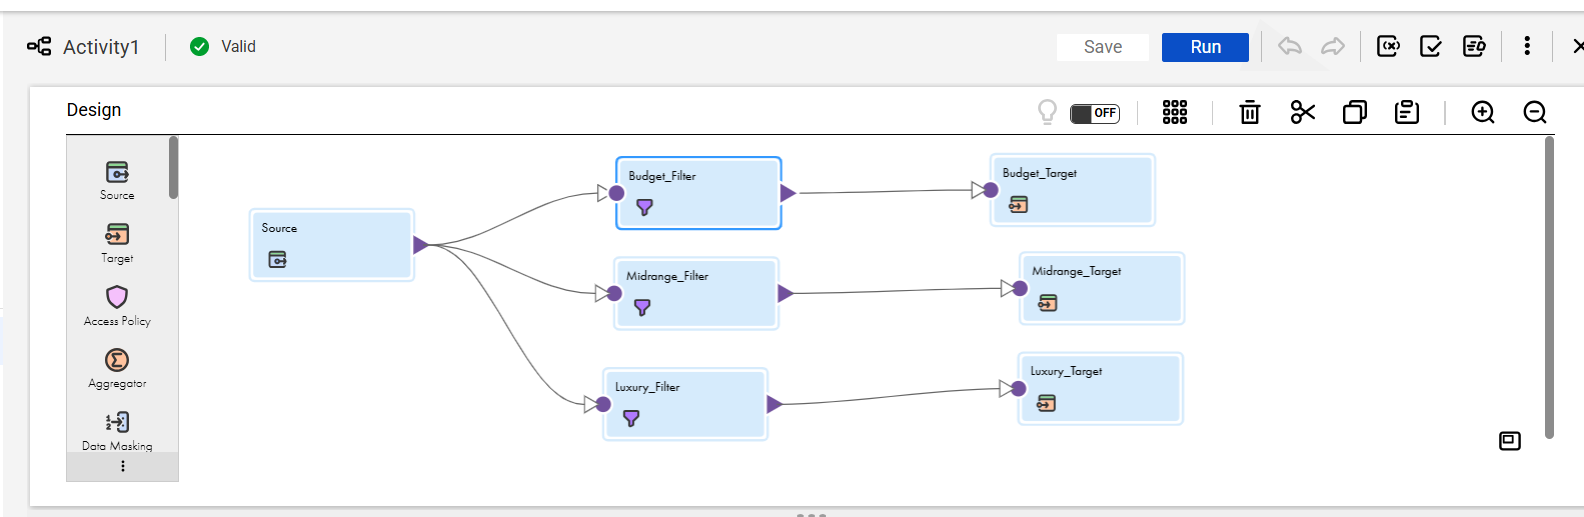 Activity1
Valid
Save
Run
Design
OFF
Source
Target
Access Policy
Aggregator
Data Masking
Source
Budget_Filter
Midrange_Filter
Luxury_Filter
Budget_Target
Midrange_Target
Luxury_Target